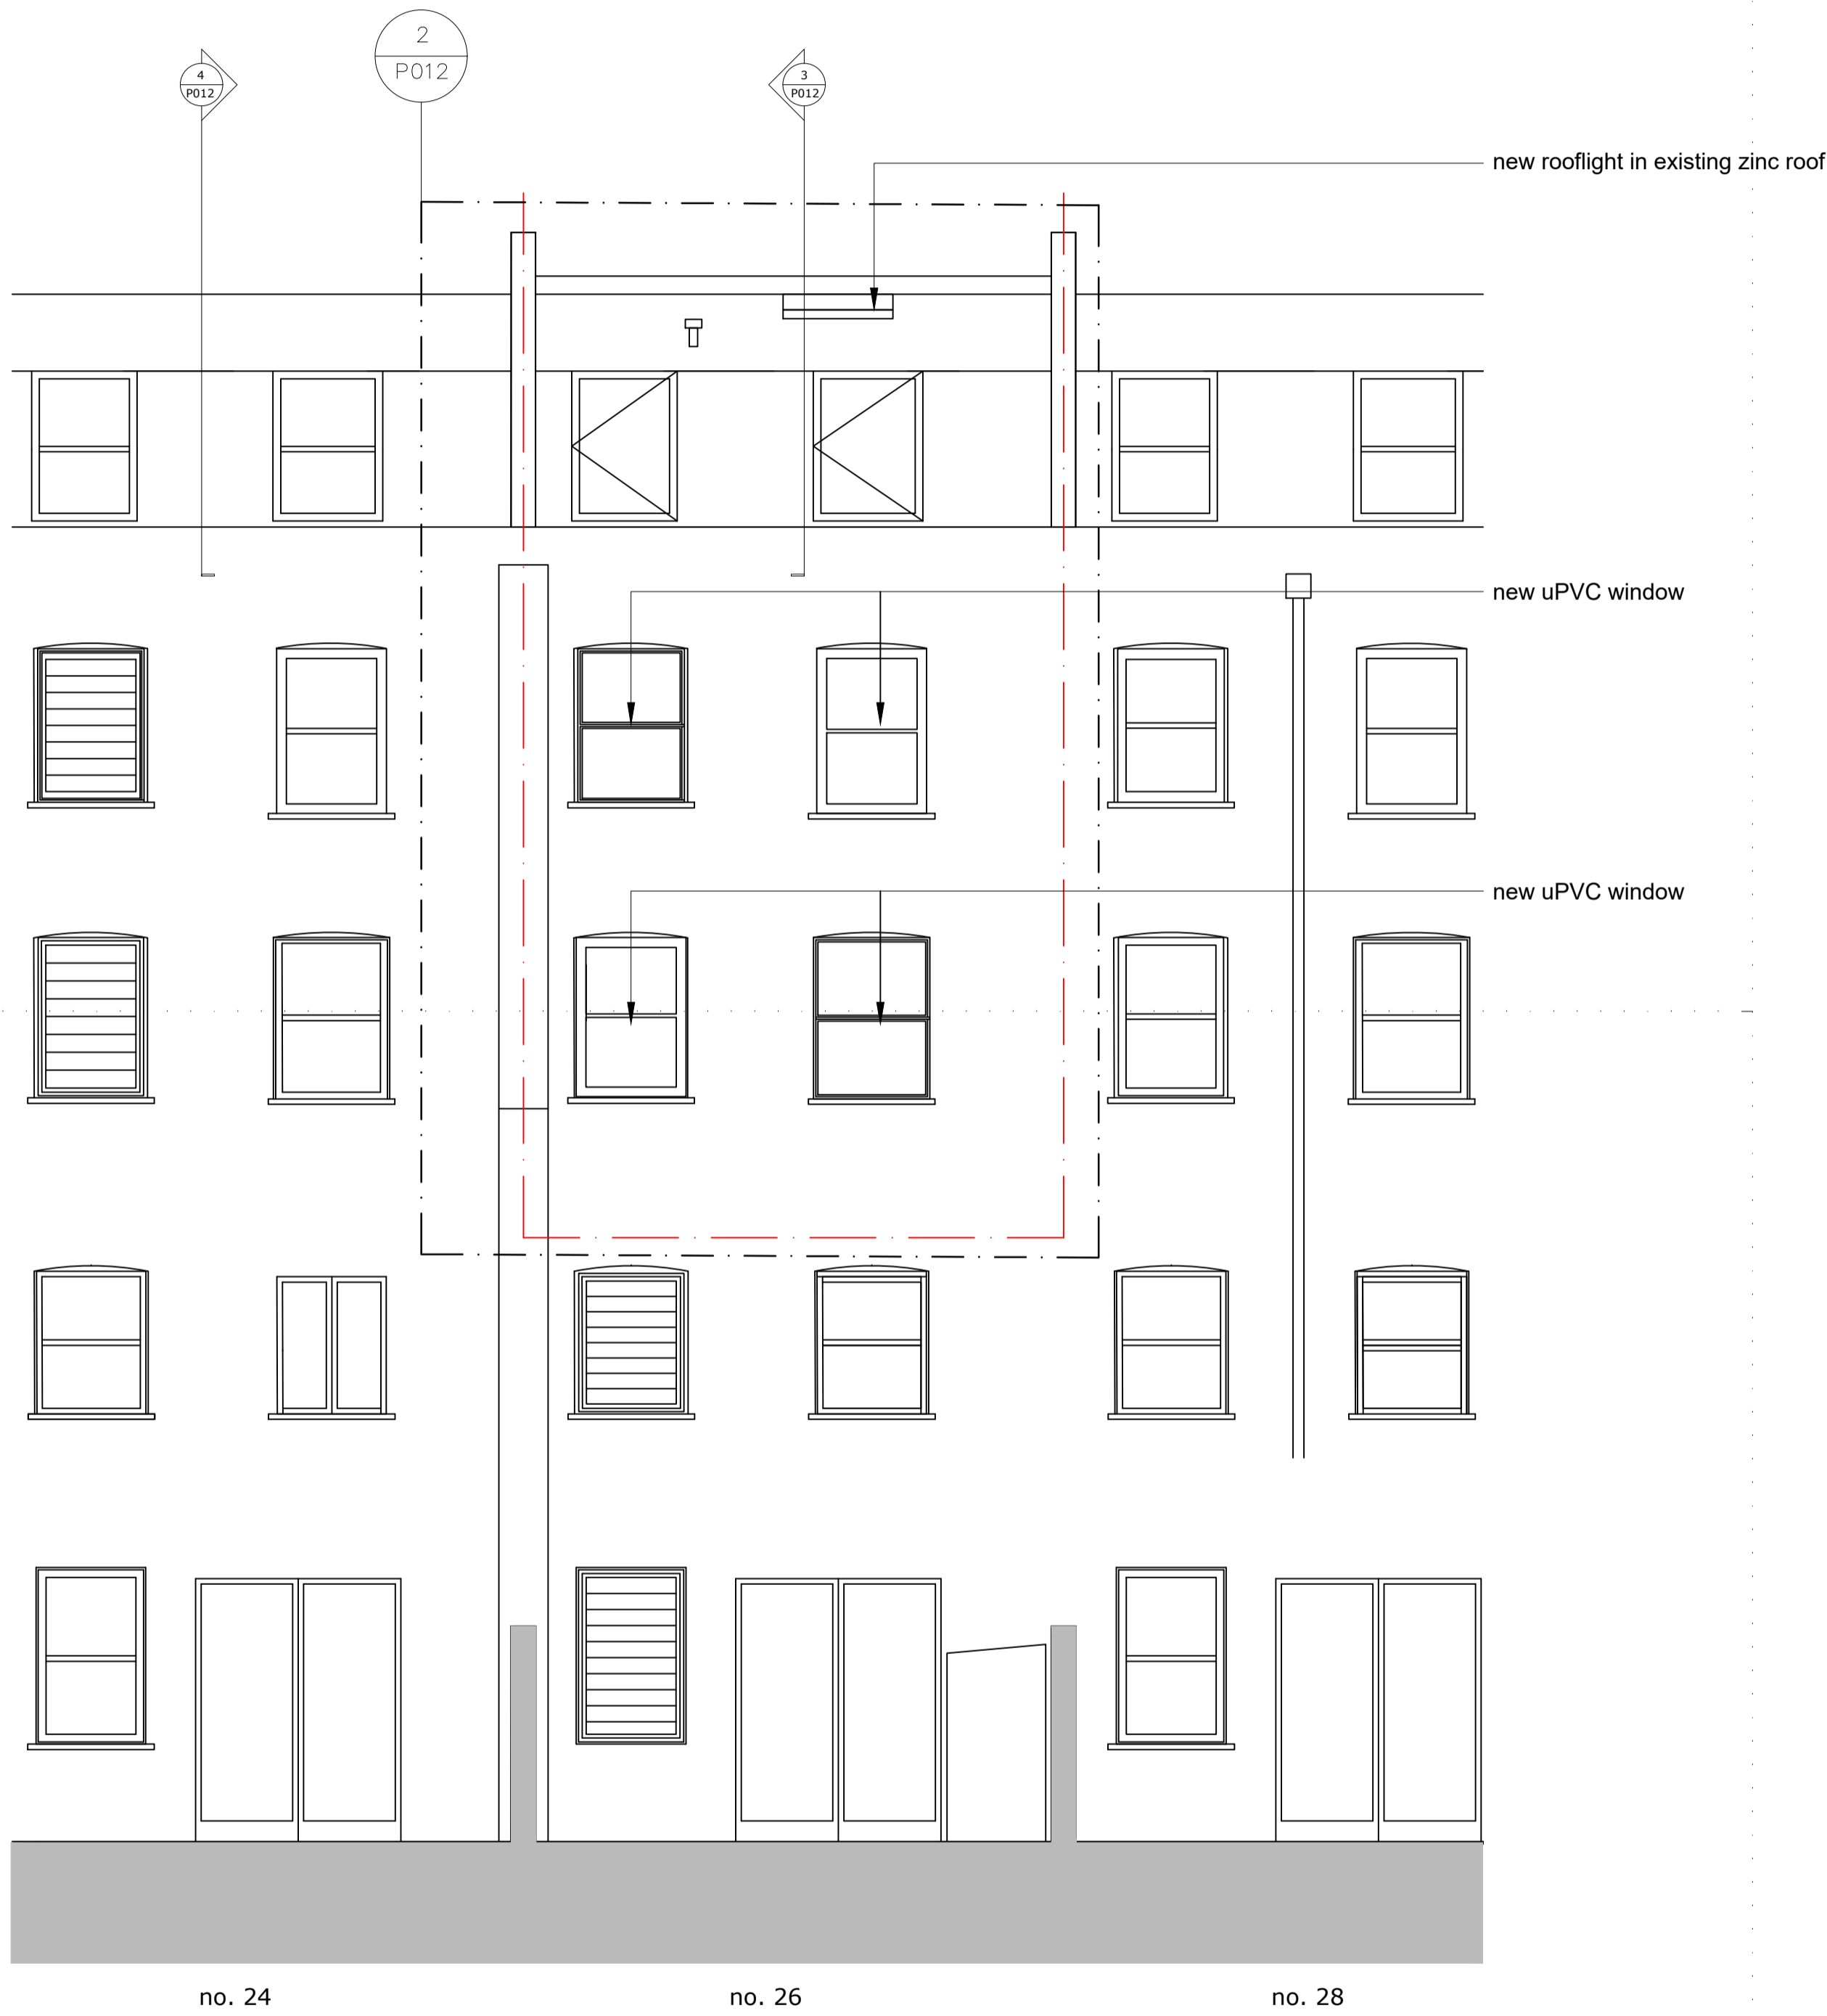 2
P012
4
P012
3
P012
new rooflight in existing zinc roof
new uPVC window
new uPVC window
no. 24
no. 26
no. 28